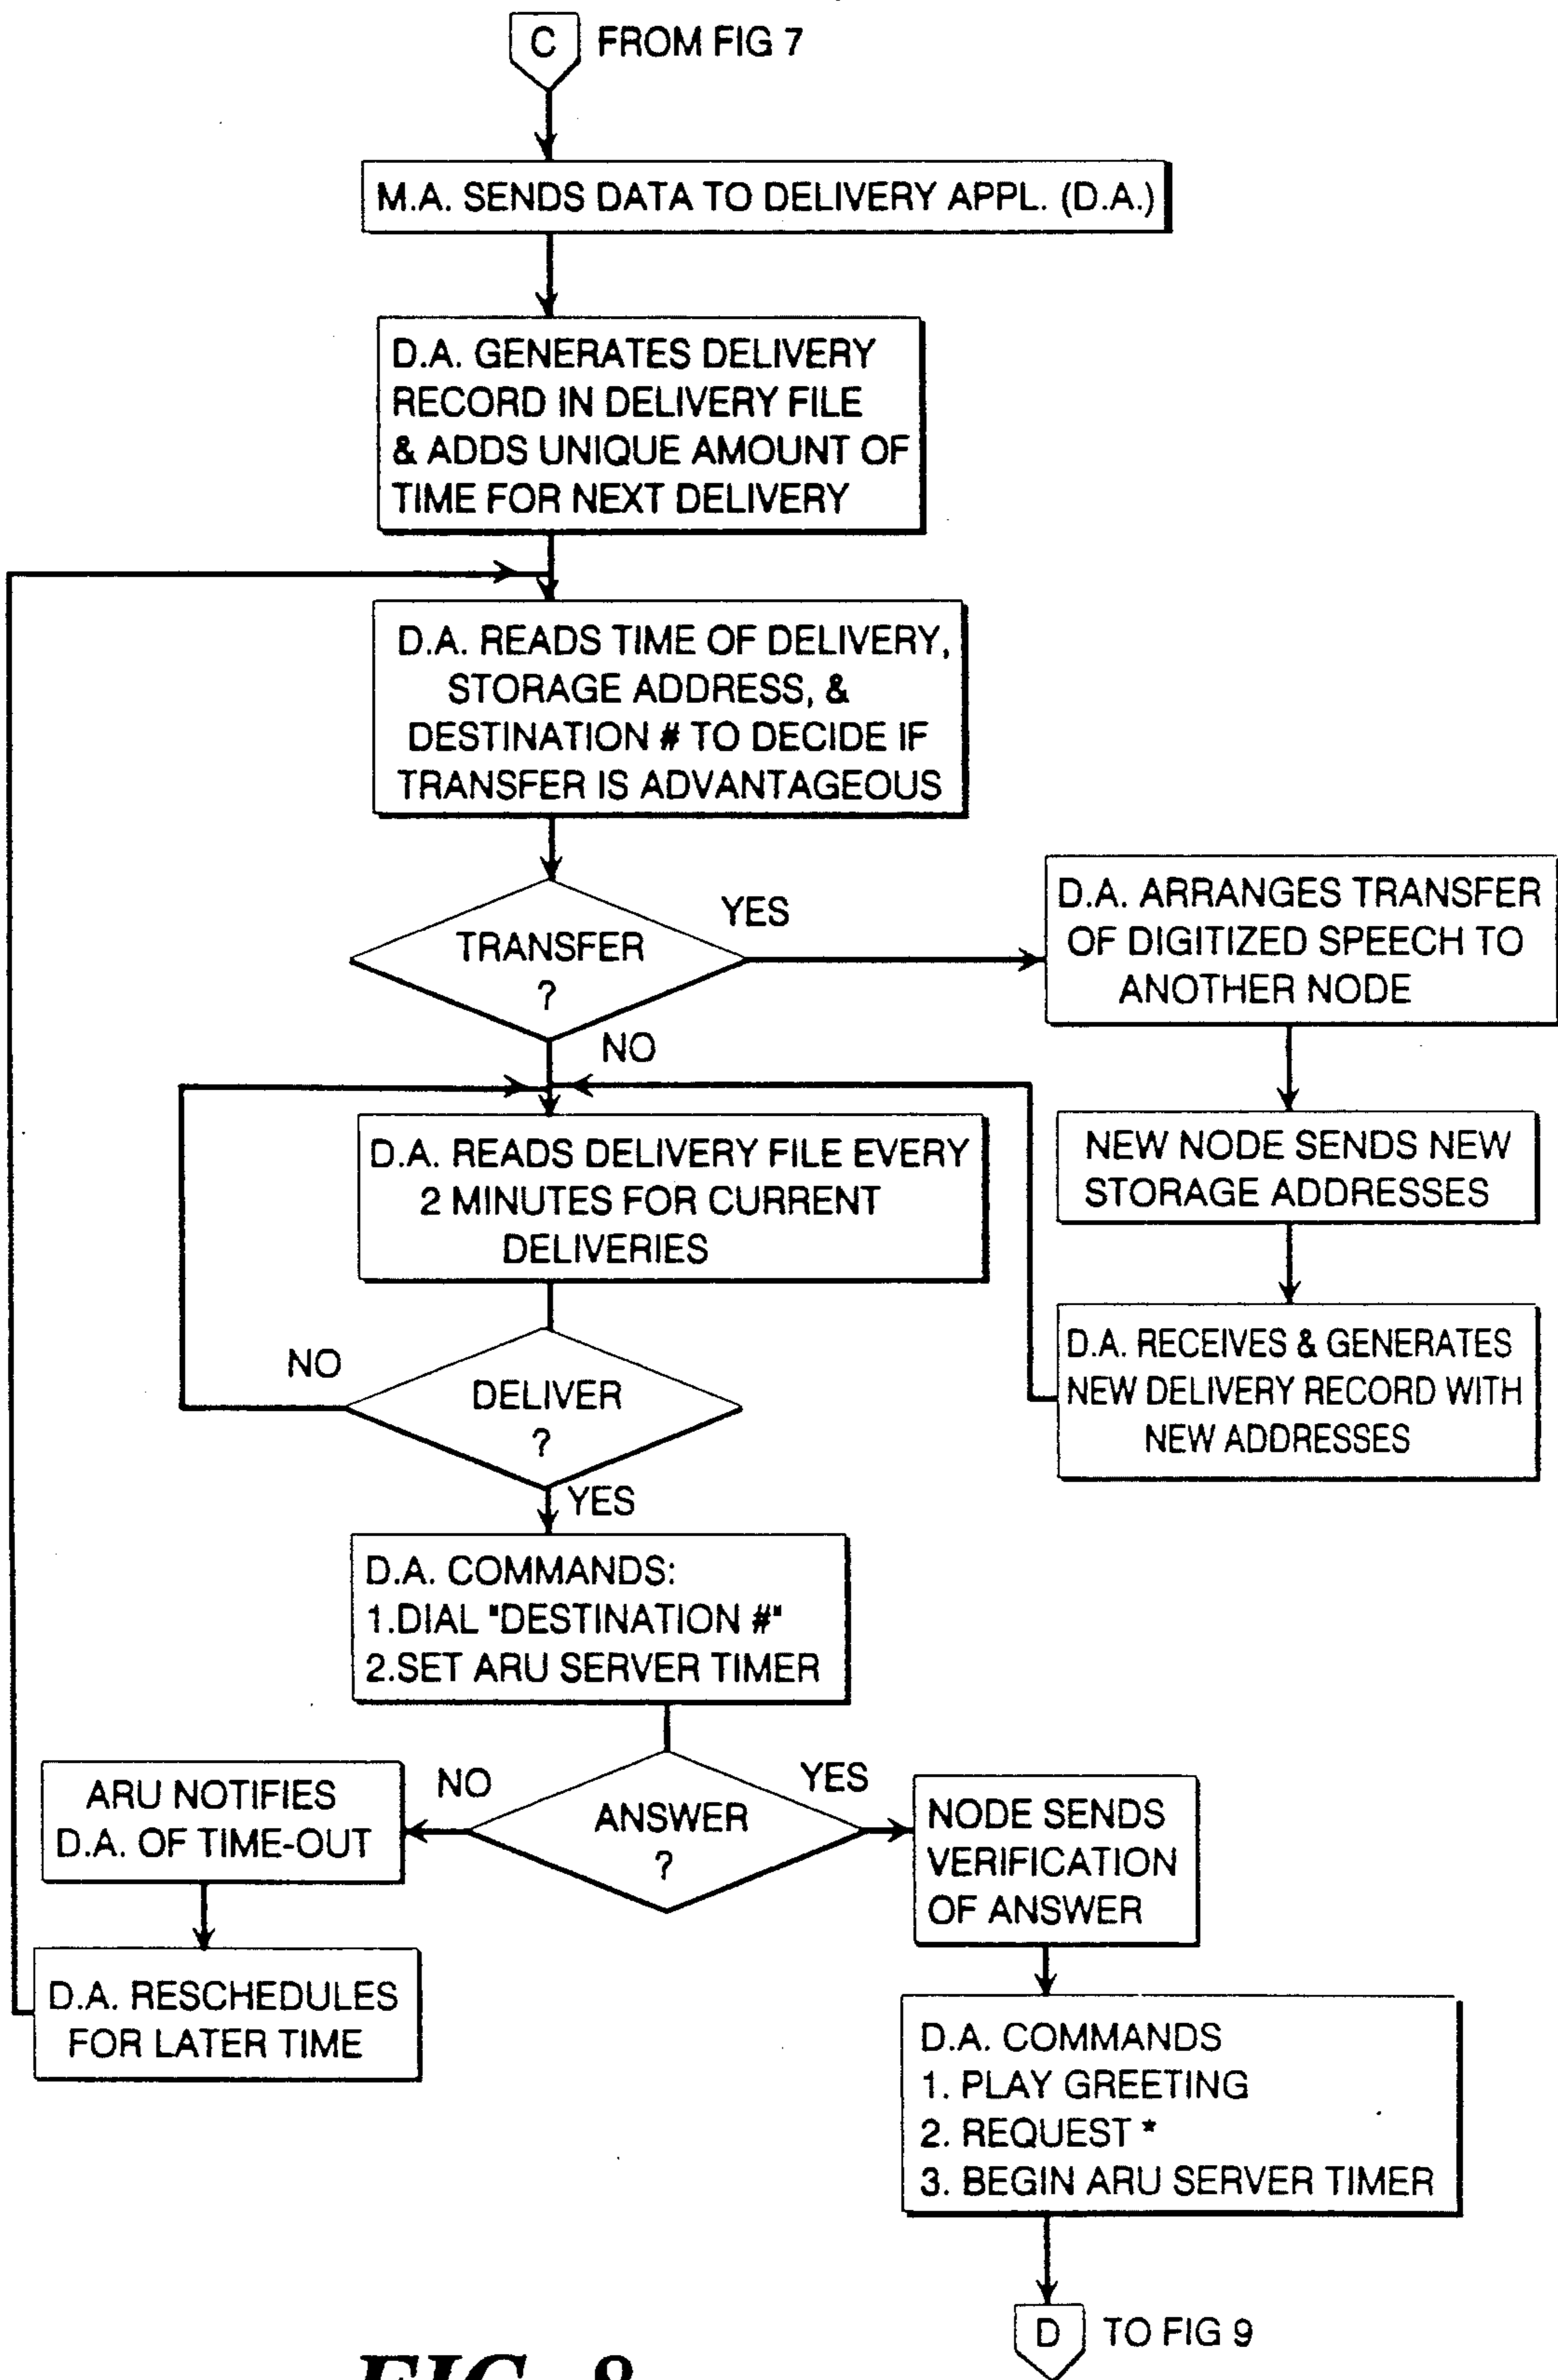 C FROM FIG 7
M.A. SENDS DATA TO DELIVERY APPL. (D.A.)
D.A. GENERATES DELIVERY
RECORD IN DELIVERY FILE
& ADDS UNIQUE AMOUNT OF
TIME FOR NEXT DELIVERY
D.A. READS TIME OF DELIVERY,
STORAGE ADDRESS, &
DESTINATION # TO DECIDE IF
TRANSFER IS ADVANTAGEOUS
TRANSFER
?
YES
D.A. ARRANGES TRANSFER
OF DIGITIZED SPEECH TO
ANOTHER NODE
NO
NEW NODE SENDS NEW
STORAGE ADDRESSES
D.A. RECEIVES & GENERATES
NEW DELIVERY RECORD WITH
NEW ADDRESSES
D.A. READS DELIVERY FILE EVERY
2 MINUTES FOR CURRENT
DELIVERIES
NO
DELIVER
?
YES
D.A. COMMANDS:
1.DIAL "DESTINATION #"
2.SET ARU SERVER TIMER
ANSWER
?
NO
ARU NOTIFIES
D.A. OF TIME-OUT
D.A. RESCHEDULES
FOR LATER TIME
YES
NODE SENDS
VERIFICATION
OF ANSWER
D.A. COMMANDS
1. PLAY GREETING
2. REQUEST *
3. BEGIN ARU SERVER TIMER
D TO FIG 9
FIG. 8